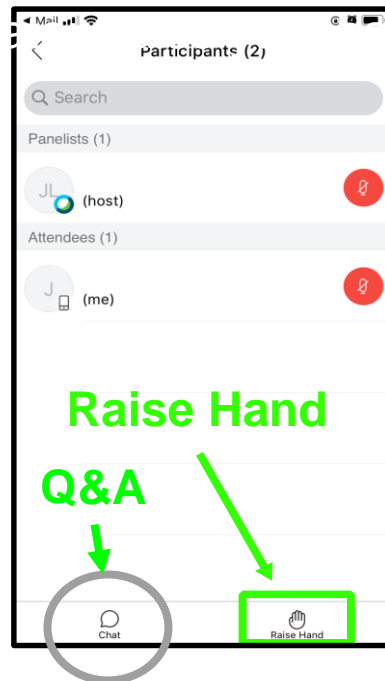 Mail
Participants (2)
Search
Panelists (1)
JL
(host)
Attendees (1)
J
(me)
Raise Hand
Q&A
Chat
Raise Hand